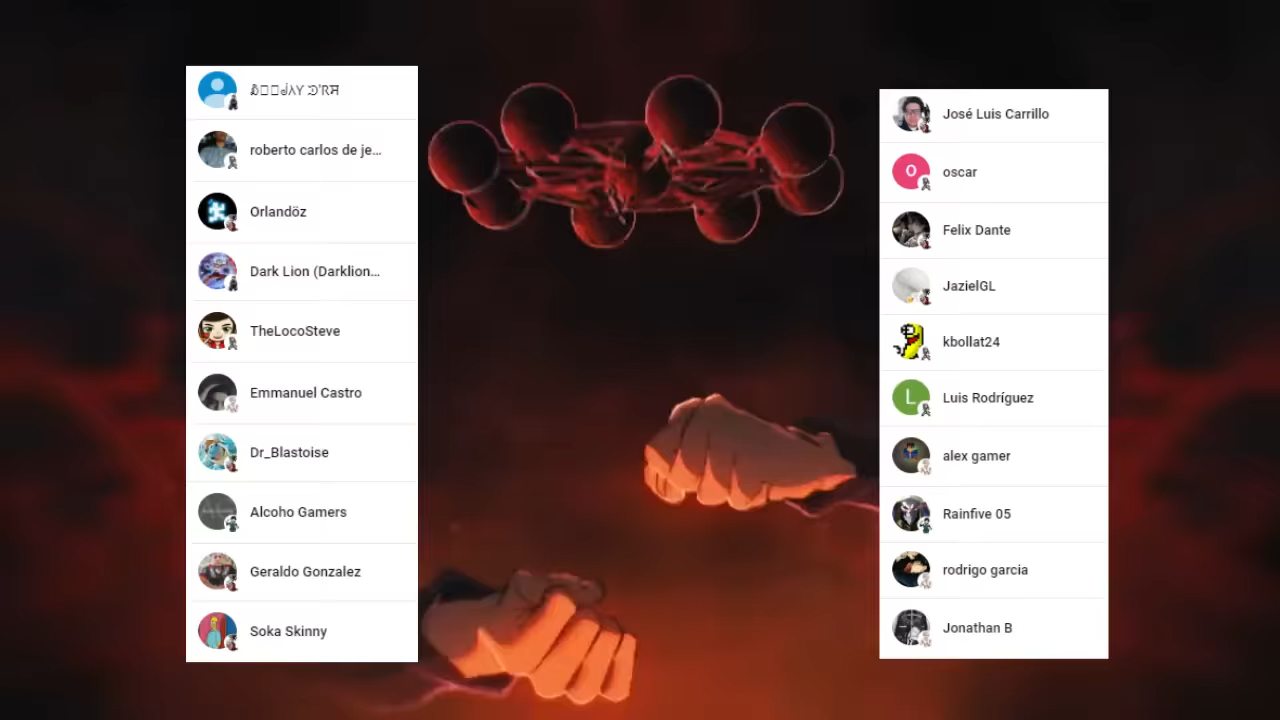 roberto carlos de je...
Orlandöz
Dark Lion (Darklion...
TheLocoSteve
Emmanuel Castro
Dr_Blastoise
Alcoho Gamers
Geraldo Gonzalez
Soka Skinny
José Luis Carrillo
O
oscar
Felix Dante
JazielGL
kbollat24
L
Luis Rodríguez
alex gamer
Rainfive 05
rodrigo garcia
Jonathan B